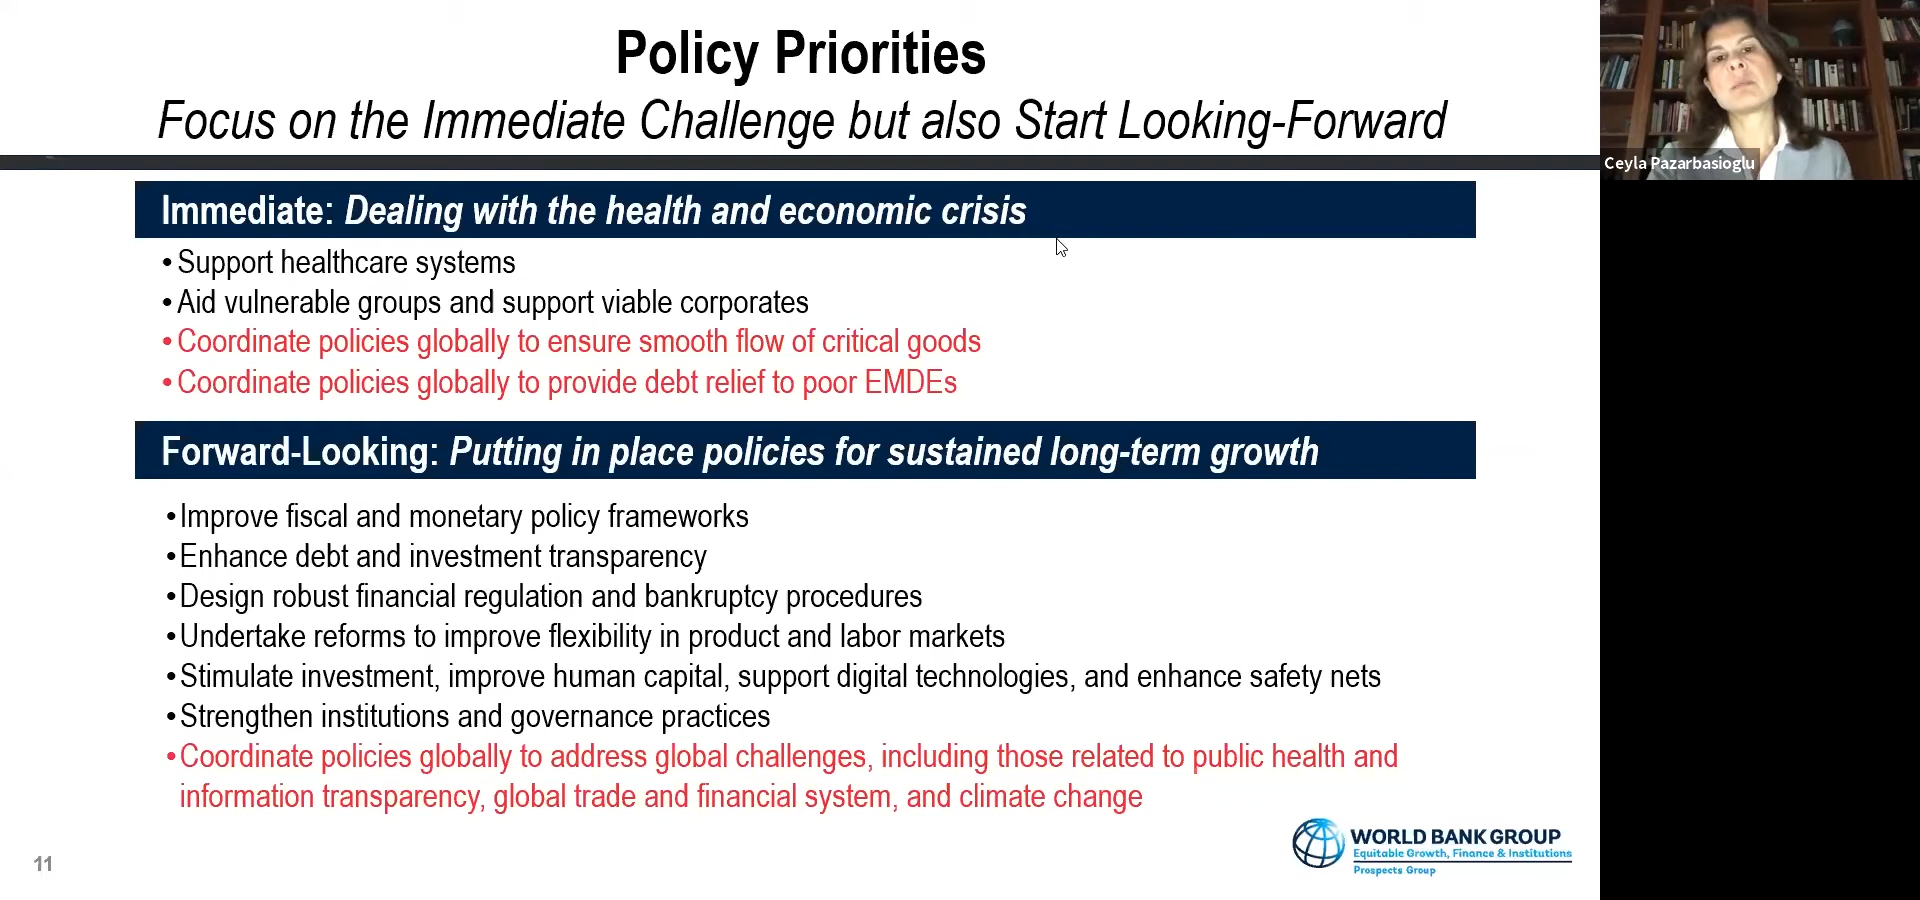 Policy Priorities
Focus on the Immediate Challenge but also Start Looking-Forward
Ceyla Pazarbasioglu
Immediate: Dealing with the health and economic crisis
• Support healthcare systems
• Aid vulnerable groups and support viable corporates
• Coordinate policies globally to ensure smooth flow of critical goods
• Coordinate policies globally to provide debt relief to poor EMDEs
Forward-Looking: Putting in place policies for sustained long-term growth
• Improve fiscal and monetary policy frameworks
• Enhance debt and investment transparency
• Design robust financial regulation and bankruptcy procedures
• Undertake reforms to improve flexibility in product and labor markets
• Stimulate investment, improve human capital, support digital technologies, and enhance safety nets
• Strengthen institutions and governance practices
• Coordinate policies globally to address global challenges, including those related to public health and
information transparency, global trade and financial system, and climate change
11
WORLD BANK GROUP
Equitable Growth, Finance & Institutions
Prospects Group